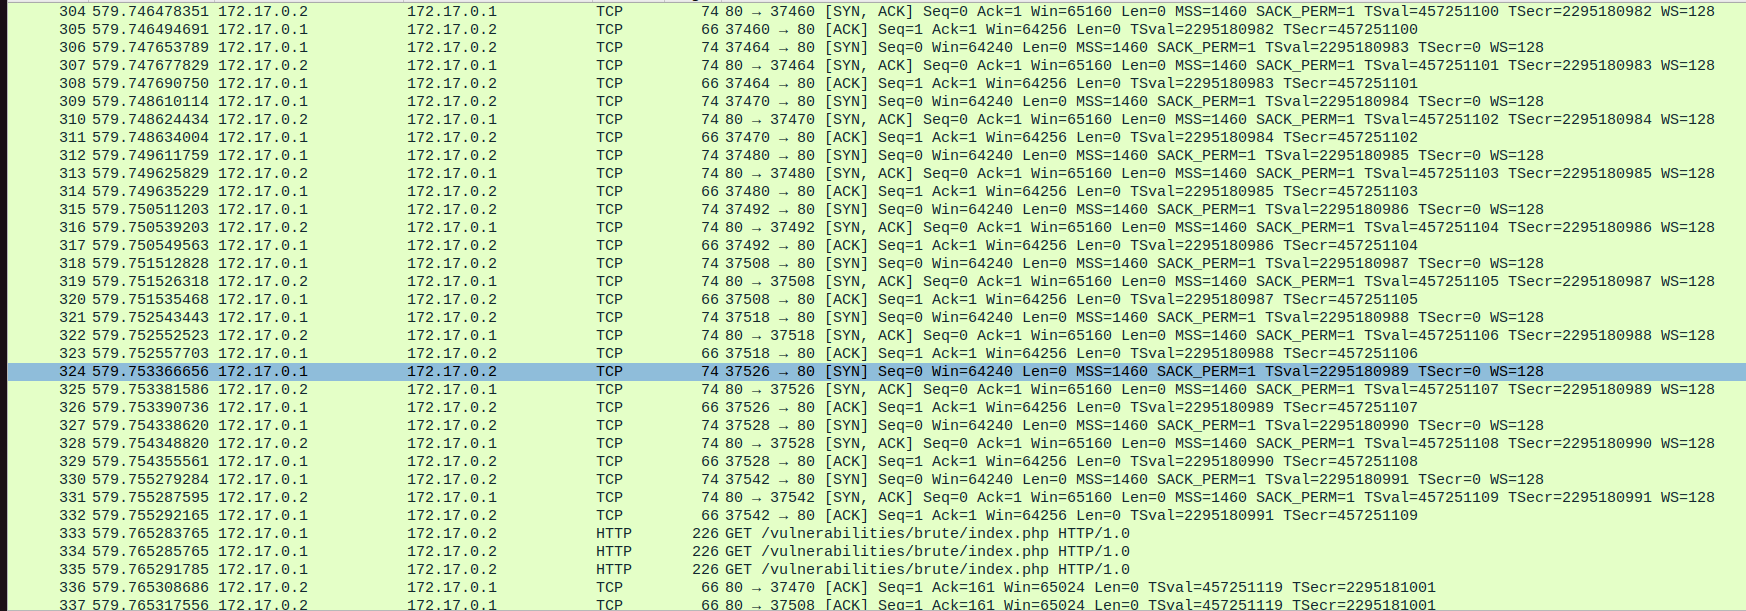 304 579.746478351 172.17.0.2 172.17.0.1 TCP 74 80 → 37460 [SYN, ACK] Seq=0 Ack=1 Win=65160 Len=0 MSS=1460 SACK_PERM=1 TSval=457251100 TSecr=2295180982 WS=128
305 579.746494691 172.17.0.1 172.17.0.2 TCP 66 37460 → 80 [ACK] Seq=1 Ack=1 Win=64256 Len=0 TSval=2295180982 TSecr=457251100
306 579.747653789 172.17.0.1 172.17.0.2 TCP 74 37464 → 80 [SYN] Seq=0 Win=64240 Len=0 MSS=1460 SACK_PERM=1 TSval=2295180983 TSecr=0 WS=128
307 579.747677829 172.17.0.2 172.17.0.1 TCP 74 80 → 37464 [SYN, ACK] Seq=0 Ack=1 Win=65160 Len=0 MSS=1460 SACK_PERM=1 TSval=457251101 TSecr=2295180983 WS=128
308 579.747690750 172.17.0.1 172.17.0.2 TCP 66 37464 → 80 [ACK] Seq=1 Ack=1 Win=64256 Len=0 TSval=2295180983 TSecr=457251101
309 579.748610114 172.17.0.1 172.17.0.2 TCP 74 37470 → 80 [SYN] Seq=0 Win=64240 Len=0 MSS=1460 SACK_PERM=1 TSval=2295180984 TSecr=0 WS=128
310 579.748624434 172.17.0.2 172.17.0.1 TCP 74 80 → 37470 [SYN, ACK] Seq=0 Ack=1 Win=65160 Len=0 MSS=1460 SACK_PERM=1 TSval=457251102 TSecr=2295180984 WS=128
311 579.748634004 172.17.0.1 172.17.0.2 TCP 66 37470 → 80 [ACK] Seq=1 Ack=1 Win=64256 Len=0 TSval=2295180984 TSecr=457251102
312 579.749611759 172.17.0.1 172.17.0.2 TCP 74 37480 → 80 [SYN] Seq=0 Win=64240 Len=0 MSS=1460 SACK_PERM=1 TSval=2295180985 TSecr=0 WS=128
313 579.749625829 172.17.0.2 172.17.0.1 TCP 74 80 → 37480 [SYN, ACK] Seq=0 Ack=1 Win=65160 Len=0 MSS=1460 SACK_PERM=1 TSval=457251103 TSecr=2295180985 WS=128
314 579.749635229 172.17.0.1 172.17.0.2 TCP 66 37480 → 80 [ACK] Seq=1 Ack=1 Win=64256 Len=0 TSval=2295180985 TSecr=457251103
315 579.750511203 172.17.0.1 172.17.0.2 TCP 74 37492 → 80 [SYN] Seq=0 Win=64240 Len=0 MSS=1460 SACK_PERM=1 TSval=2295180986 TSecr=0 WS=128
316 579.750539203 172.17.0.2 172.17.0.1 TCP 74 80 → 37492 [SYN, ACK] Seq=0 Ack=1 Win=65160 Len=0 MSS=1460 SACK_PERM=1 TSval=457251104 TSecr=2295180986 WS=128
317 579.750549563 172.17.0.1 172.17.0.2 TCP 66 37492 → 80 [ACK] Seq=1 Ack=1 Win=64256 Len=0 TSval=2295180986 TSecr=457251104
318 579.751512828 172.17.0.1 172.17.0.2 TCP 74 37508 → 80 [SYN] Seq=0 Win=64240 Len=0 MSS=1460 SACK_PERM=1 TSval=2295180987 TSecr=0 WS=128
319 579.751526318 172.17.0.2 172.17.0.1 TCP 74 80 → 37508 [SYN, ACK] Seq=0 Ack=1 Win=65160 Len=0 MSS=1460 SACK_PERM=1 TSval=457251105 TSecr=2295180987 WS=128
320 579.751535468 172.17.0.1 172.17.0.2 TCP 66 37508 → 80 [ACK] Seq=1 Ack=1 Win=64256 Len=0 TSval=2295180987 TSecr=457251105
321 579.752543443 172.17.0.1 172.17.0.2 TCP 74 37518 → 80 [SYN] Seq=0 Win=64240 Len=0 MSS=1460 SACK_PERM=1 TSval=2295180988 TSecr=0 WS=128
322 579.752552523 172.17.0.2 172.17.0.1 TCP 74 80 → 37518 [SYN, ACK] Seq=0 Ack=1 Win=65160 Len=0 MSS=1460 SACK_PERM=1 TSval=457251106 TSecr=2295180988 WS=128
323 579.752557703 172.17.0.1 172.17.0.2 TCP 66 37518 → 80 [ACK] Seq=1 Ack=1 Win=64256 Len=0 TSval=2295180988 TSecr=457251106
324 579.753366656 172.17.0.1 172.17.0.2 TCP 74 37526 → 80 [SYN] Seq=0 Win=64240 Len=0 MSS=1460 SACK_PERM=1 TSval=2295180989 TSecr=0 WS=128
325 579.753381586 172.17.0.2 172.17.0.1 TCP 74 80 → 37526 [SYN, ACK] Seq=0 Ack=1 Win=65160 Len=0 MSS=1460 SACK_PERM=1 TSval=457251107 TSecr=2295180989 WS=128
326 579.753390736 172.17.0.1 172.17.0.2 TCP 66 37526 → 80 [ACK] Seq=1 Ack=1 Win=64256 Len=0 TSval=2295180989 TSecr=457251107
327 579.754338620 172.17.0.1 172.17.0.2 TCP 74 37528 → 80 [SYN] Seq=0 Win=64240 Len=0 MSS=1460 SACK_PERM=1 TSval=2295180990 TSecr=0 WS=128
328 579.754348820 172.17.0.2 172.17.0.1 TCP 74 80 → 37528 [SYN, ACK] Seq=0 Ack=1 Win=65160 Len=0 MSS=1460 SACK_PERM=1 TSval=457251108 TSecr=2295180990 WS=128
329 579.754355561 172.17.0.1 172.17.0.2 TCP 66 37528 → 80 [ACK] Seq=1 Ack=1 Win=64256 Len=0 TSval=2295180990 TSecr=457251108
330 579.755279284 172.17.0.1 172.17.0.2 TCP 74 37542 → 80 [SYN] Seq=0 Win=64240 Len=0 MSS=1460 SACK_PERM=1 TSval=2295180991 TSecr=0 WS=128
331 579.755287595 172.17.0.2 172.17.0.1 TCP 74 80 → 37542 [SYN, ACK] Seq=0 Ack=1 Win=65160 Len=0 MSS=1460 SACK_PERM=1 TSval=457251109 TSecr=2295180991 WS=128
332 579.755292165 172.17.0.1 172.17.0.2 TCP 66 37542 → 80 [ACK] Seq=1 Ack=1 Win=64256 Len=0 TSval=2295180991 TSecr=457251109
333 579.765283765 172.17.0.1 172.17.0.2 HTTP 226 GET /vulnerabilities/brute/index.php HTTP/1.0
334 579.765285765 172.17.0.1 172.17.0.2 HTTP 226 GET /vulnerabilities/brute/index.php HTTP/1.0
335 579.765291785 172.17.0.1 172.17.0.2 HTTP 226 GET /vulnerabilities/brute/index.php HTTP/1.0
336 579.765308686 172.17.0.2 172.17.0.1 TCP 66 80 → 37470 [ACK] Seq=1 Ack=161 Win=65024 Len=0 TSval=457251119 TSecr=2295181001
337 579.765317556 172.17.0.2 172.17.0.1 TCP 66 80 → 37508 [ACK] Seq=1 Ack=161 Win=65024 Len=0 TSval=457251119 TSecr=2295181001